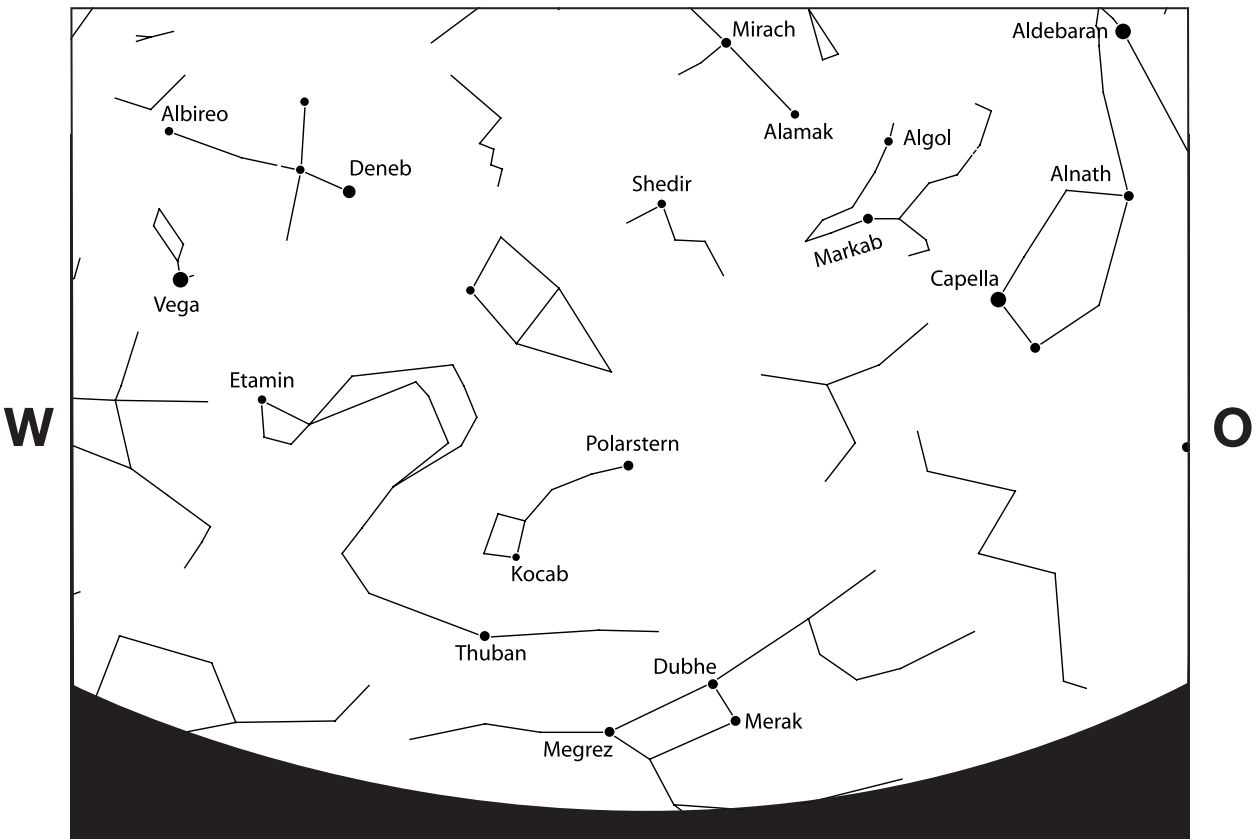 Mirach
Aldebaran
Albireo
Alamak
Algol
Deneb
Shedir
Alnath
Markab
Capella
Vega
Etamin
W
O
Polarstern
Kocab
Thuban
Dubhe
Merak
Megrez